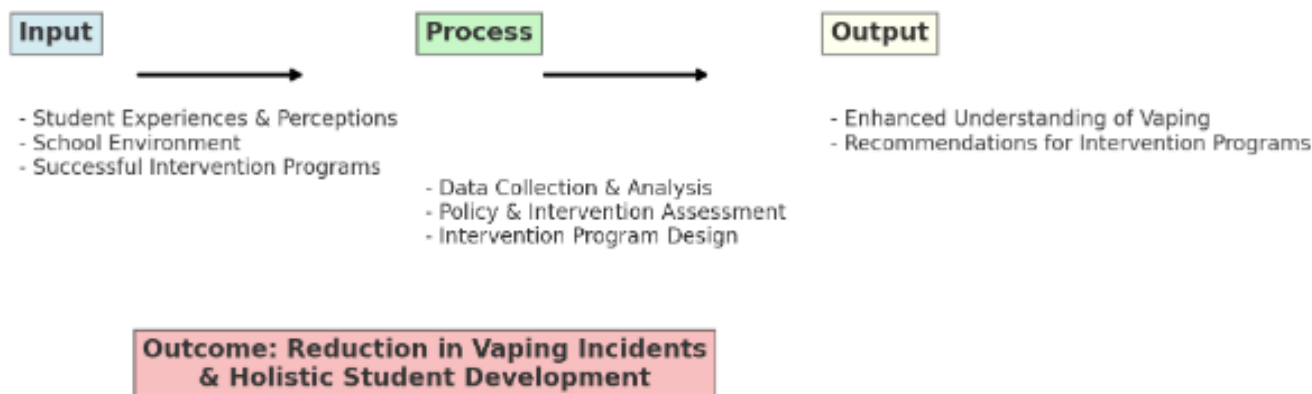 Input
- Student Experiences & Perceptions
- School Environment
- Successful Intervention Programs
Process
- Data Collection & Analysis
- Policy & Intervention Assessment
- Intervention Program Design
Output
- Enhanced Understanding of Vaping
- Recommendations for Intervention Programs
Outcome: Reduction in Vaping Incidents
& Holistic Student Development